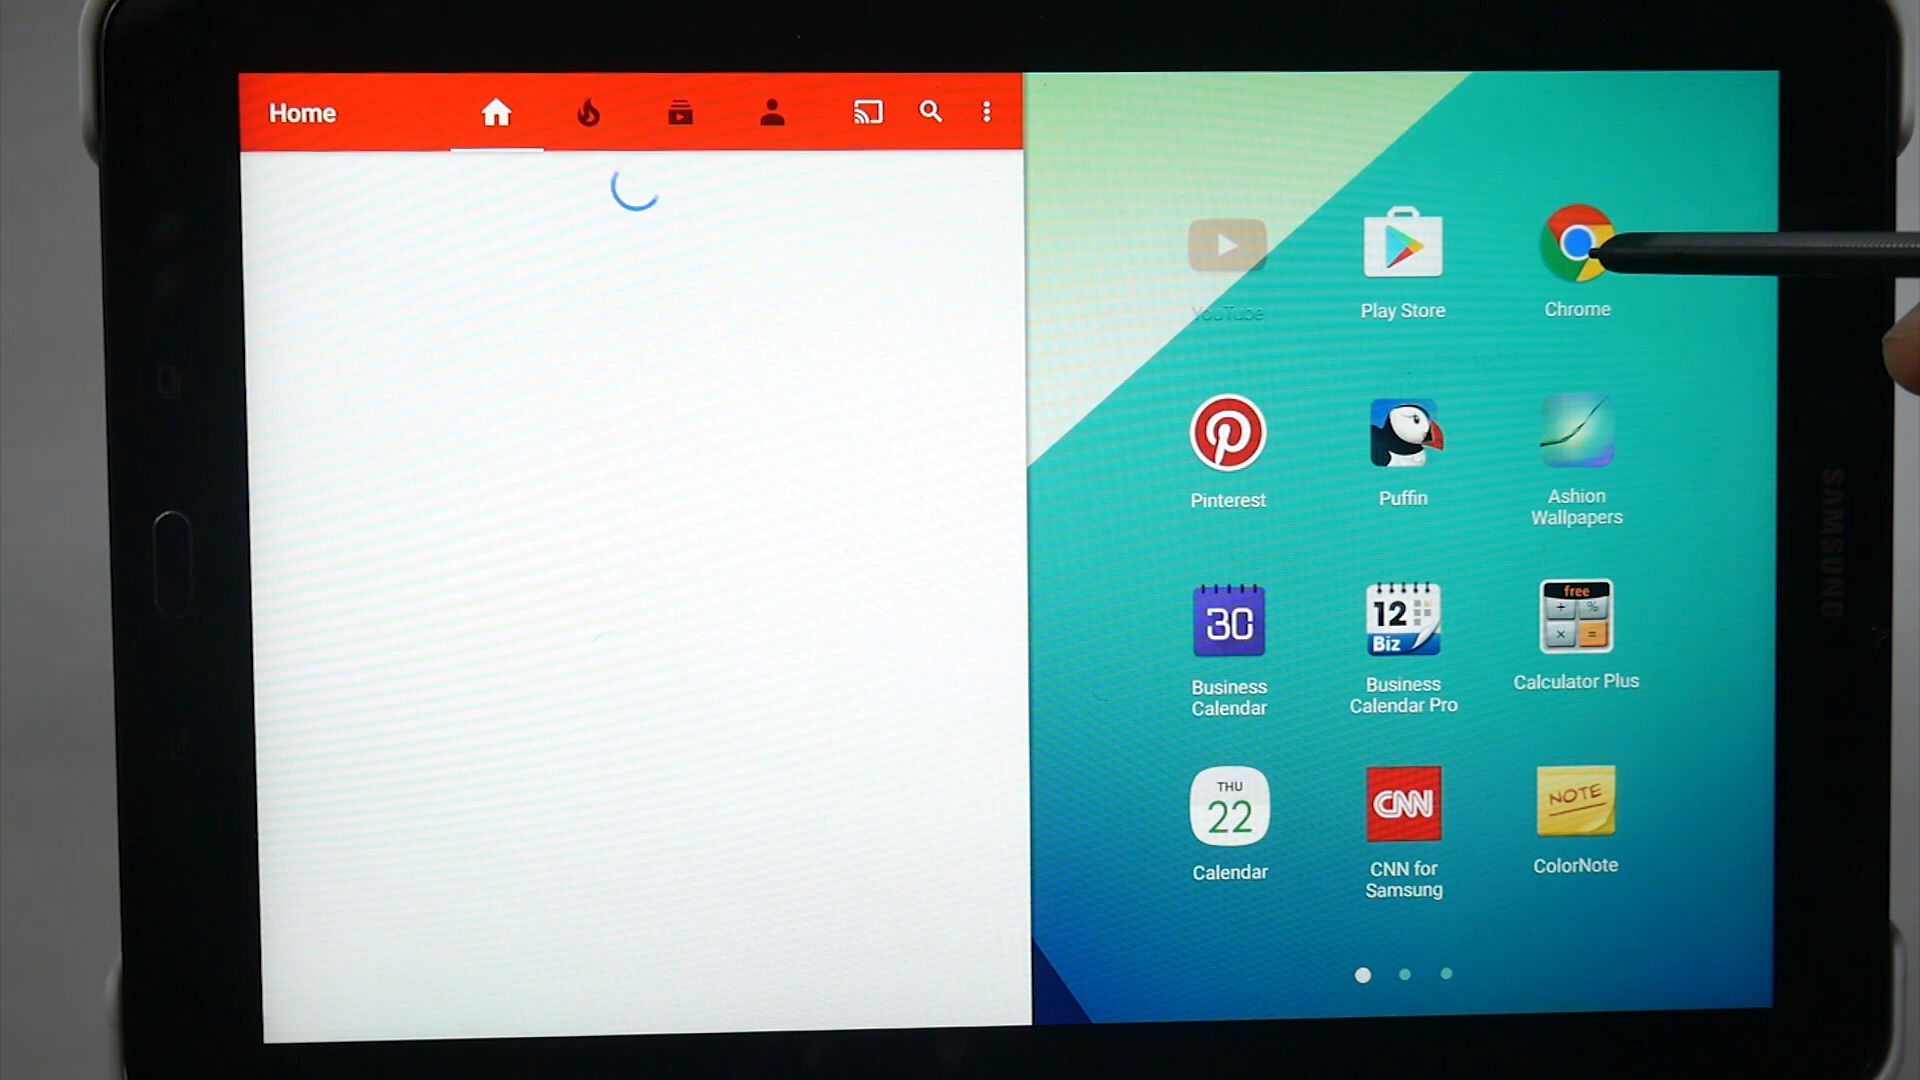 Home
YouTube
Play Store
Chrome
Pinterest
Puffin
Ashion
Wallpapers
30
Business
Calendar
12
Biz
Business
Calendar Pro
free
+ %
× =
Calculator Plus
THU
22
Calendar
CNN
CNN for
Samsung
NOTE
ColorNote
SAMSUNG